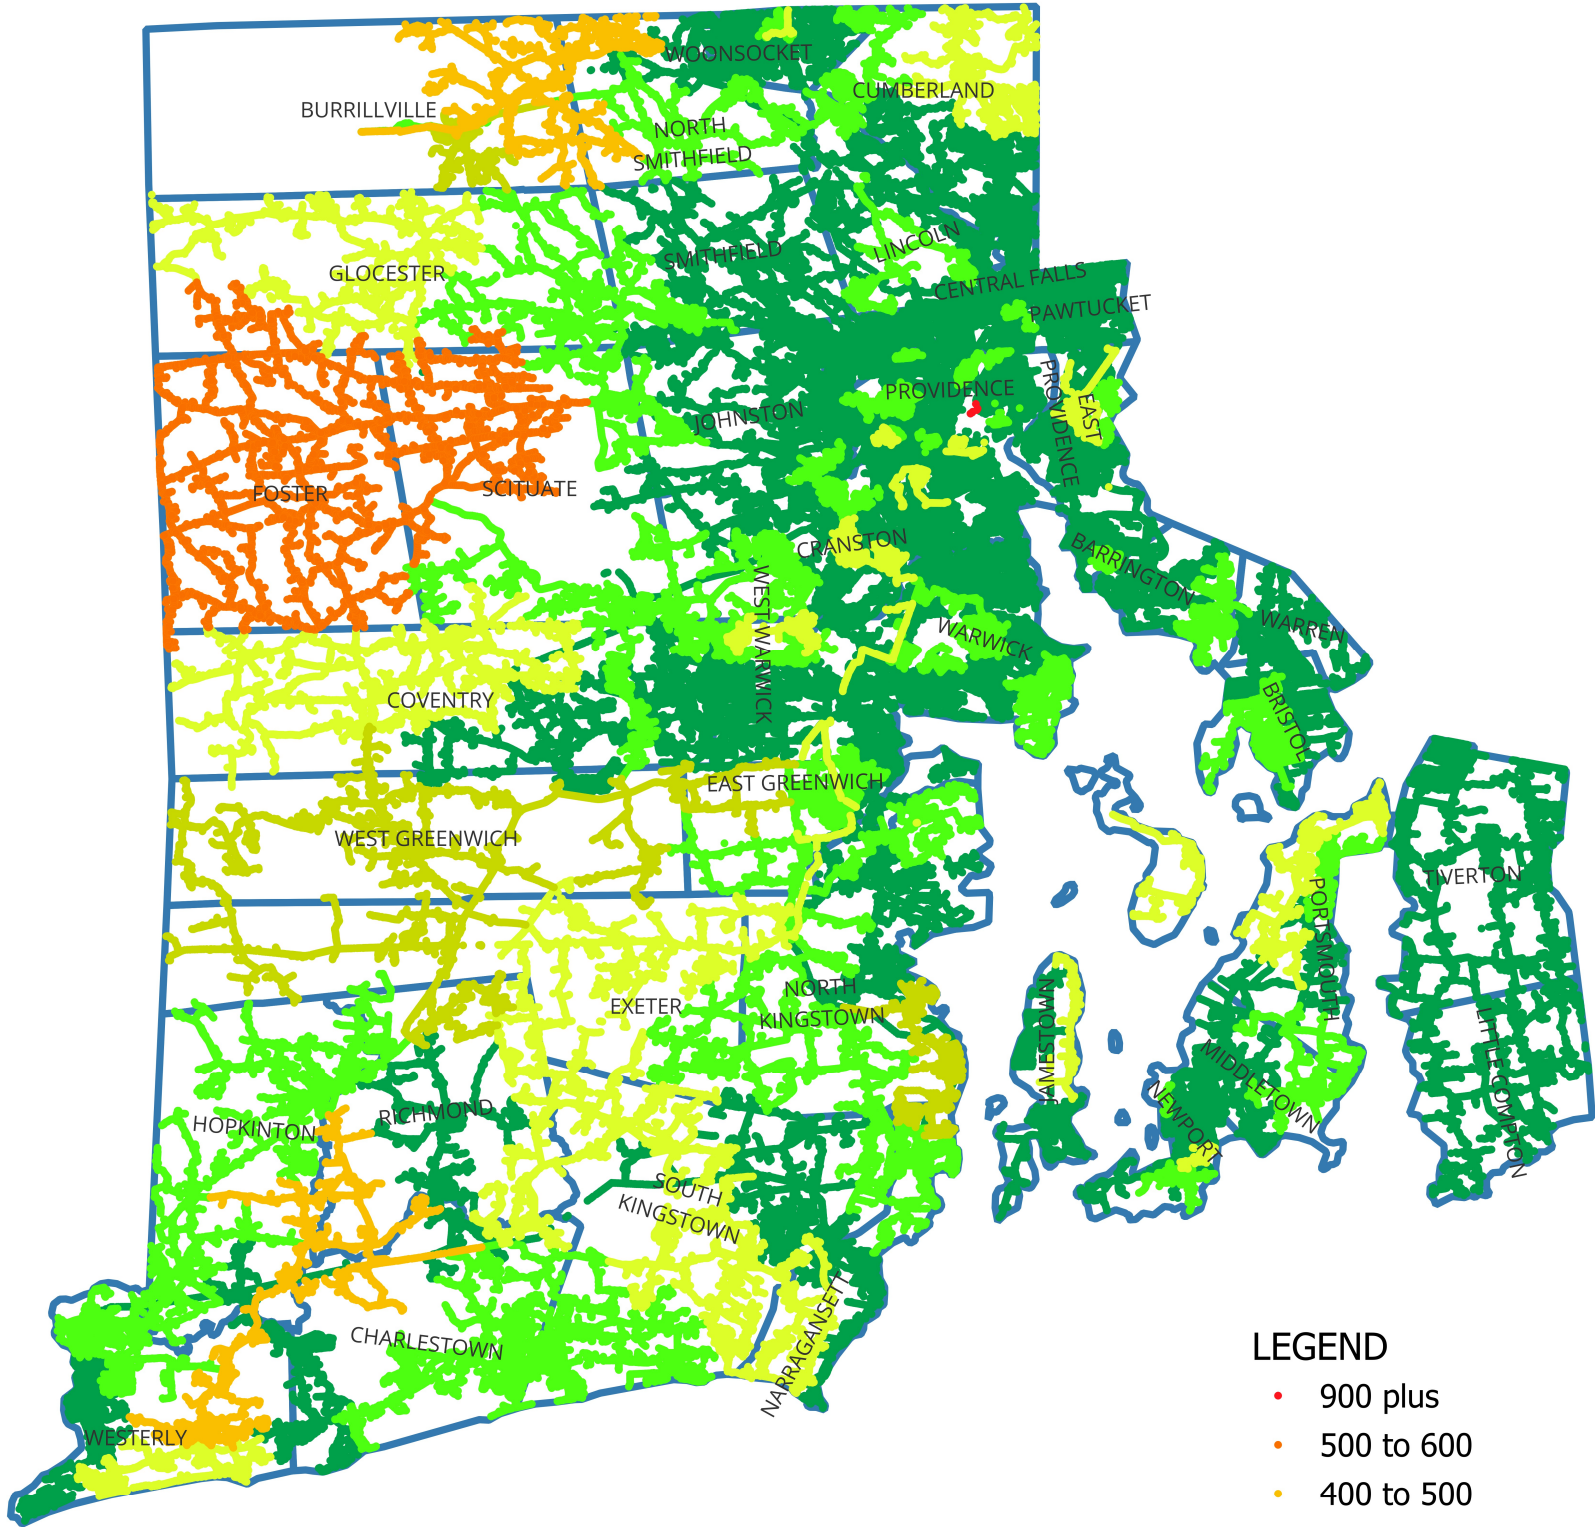 WOONSOCKET
CUMBERLAND
BURRILLVILLE
NORTH
SMITHFIELD
LINCOLN
SMITHFIELD
GLOCESTER
CENTRAL FALLS
PAWTUCKET
PROVIDENCE
EAST
PROVIDENCE
JOHNSTON
FOSTER
SCITUATE
CRANSTON
BARRINGTON
WEST WARWICK
WARWICK
WARREN
COVENTRY
BRISTOL
EAST GREENWICH
WEST GREENWICH
TIVERTON
PORTSMOUTH
NORTH
KINGSTOWN
EXETER
JAMESTOWN
MIDDLETOWN
LITTLE COMPTON
NEWPORT
HOPKINTON
RICHMOND
SOUTH
KINGSTOWN
NARRAGANSETT
CHARLESTOWN
WESTERLY
LEGEND
900 plus
500 to 600
400 to 500